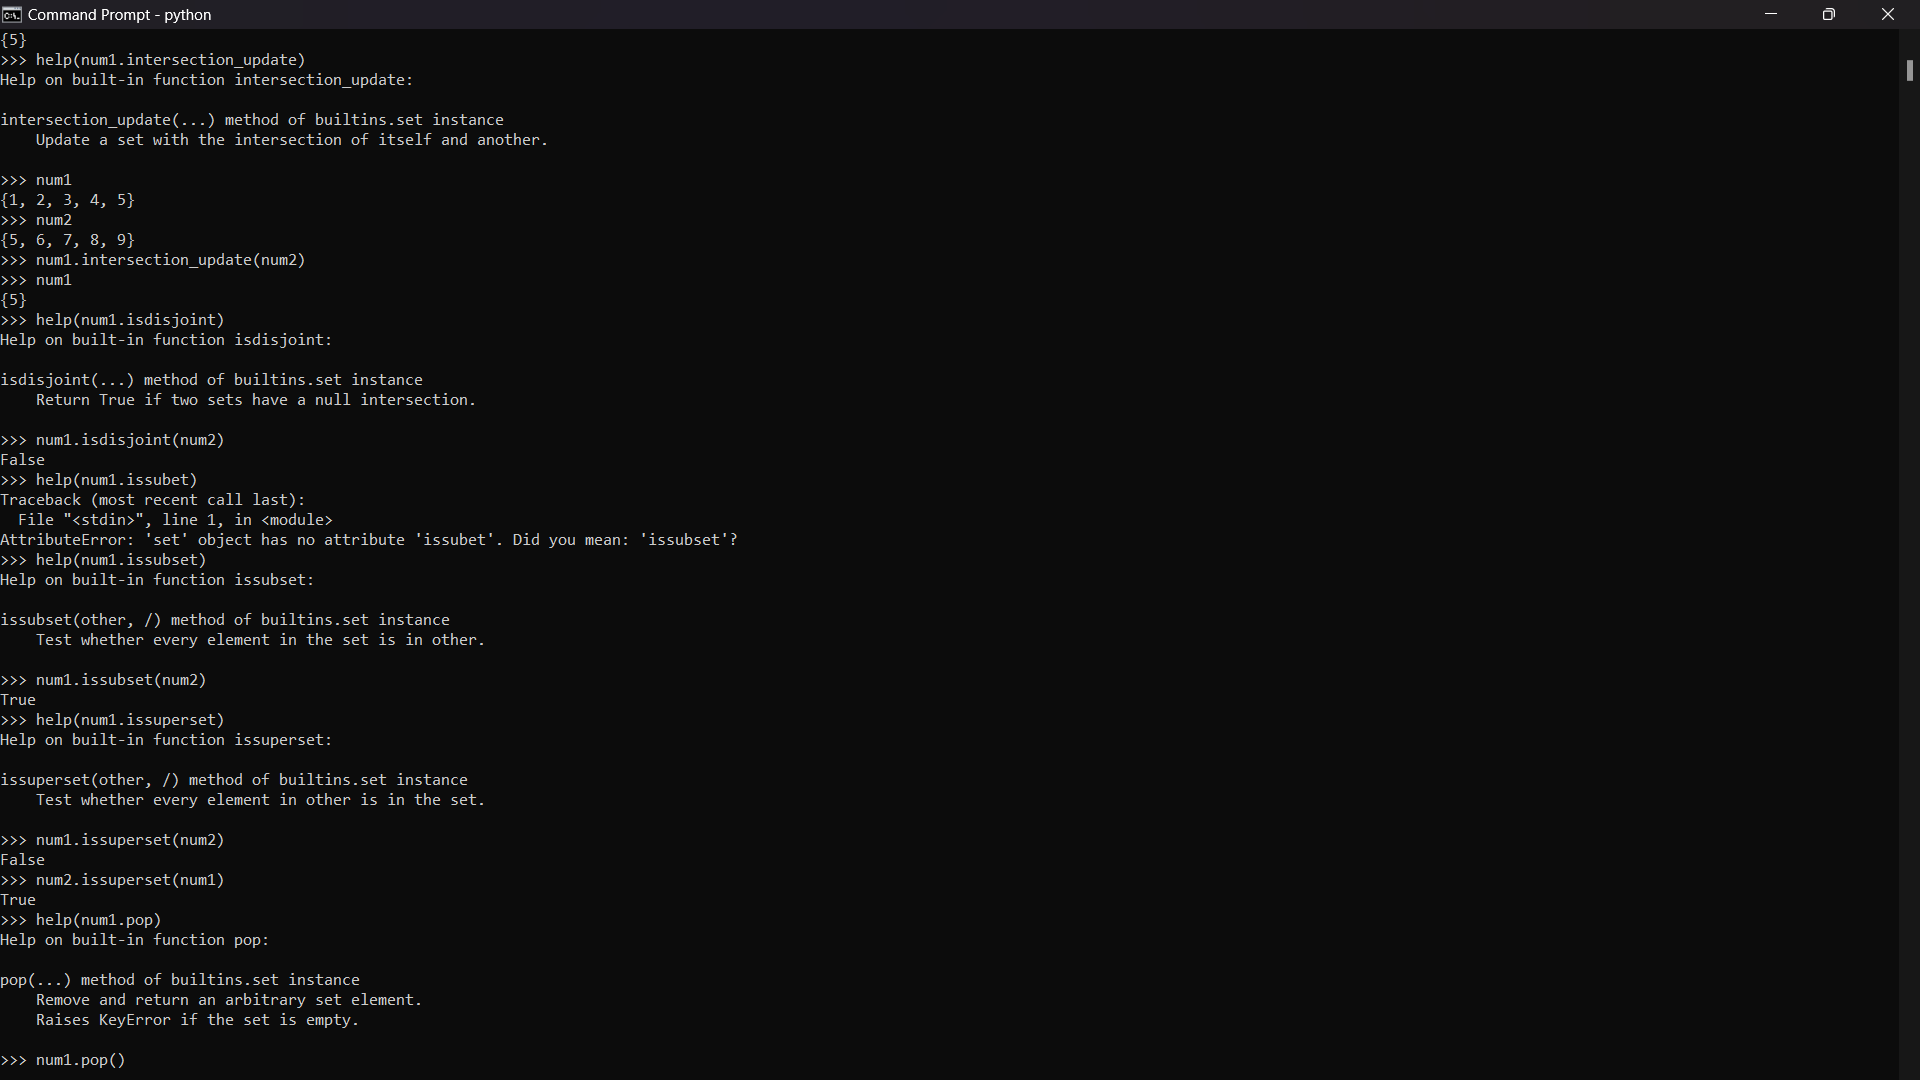 Command Prompt - python
{5}
>>> help(num1.intersection_update)
Help on built-in function intersection_update:
intersection_update(...) method of builtins.set instance
    Update a set with the intersection of itself and another.
>>> num1
{1, 2, 3, 4, 5}
>>> num2
{5, 6, 7, 8, 9}
>>> num1.intersection_update(num2)
>>> num1
{5}
>>> help(num1.isdisjoint)
Help on built-in function isdisjoint:
isdisjoint(...) method of builtins.set instance
    Return True if two sets have a null intersection.
>>> num1.isdisjoint(num2)
False
>>> help(num1.issubet)
Traceback (most recent call last):
  File "<stdin>", line 1, in <module>
AttributeError: 'set' object has no attribute 'issubet'. Did you mean: 'issubset'?
>>> help(num1.issubset)
Help on built-in function issubset:
issubset(other, /) method of builtins.set instance
    Test whether every element in the set is in other.
>>> num1.issubset(num2)
True
>>> help(num1.issuperset)
Help on built-in function issuperset:
issuperset(other, /) method of builtins.set instance
    Test whether every element in other is in the set.
>>> num1.issuperset(num2)
False
>>> num2.issuperset(num1)
True
>>> help(num1.pop)
Help on built-in function pop:
pop(...) method of builtins.set instance
    Remove and return an arbitrary set element.
    Raises KeyError if the set is empty.
>>> num1.pop()